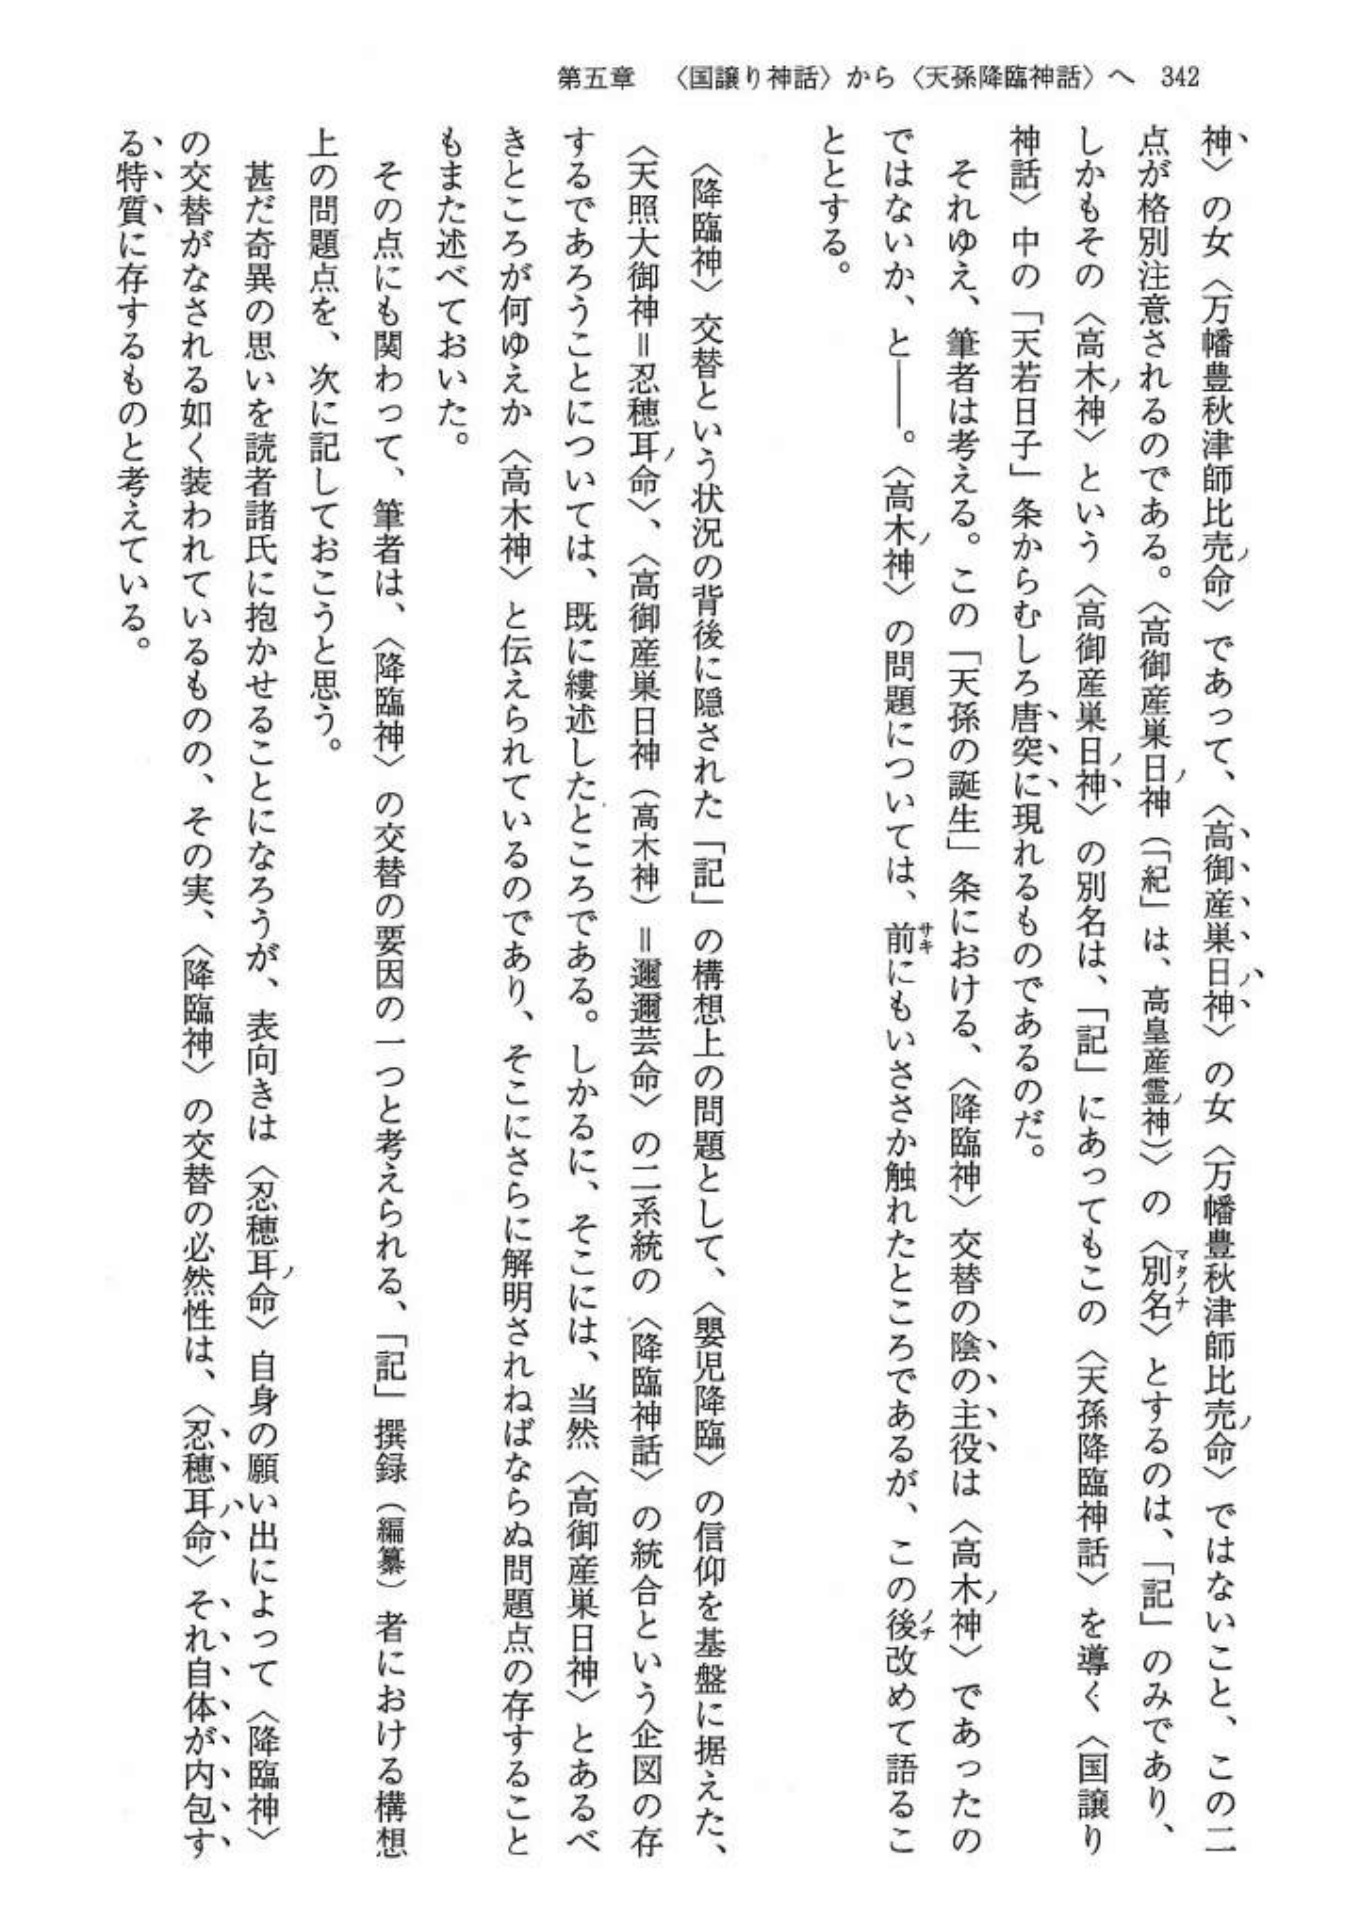 第五章　〈国譲り神話〉から〈天孫降臨神話〉へ　342
神〉の女〈万幡豊秋津師比売ノ命〉であって、〈高御産巣日ノ神〉の女〈万幡豊秋津師比売ノ命〉ではないこと、この二
点が格別注意されるのである。〈高御産巣日ノ神（「紀」は、高皇産霊ノ神）〉の〈別名マタノナ〉とするのは、「記」のみであり、
しかもその〈高木ノ神〉という〈高御産巣日ノ神〉の別名は、「記」にあってもこの〈天孫降臨神話〉を導く〈国譲り
神話〉中の「天若日子」条からむしろ唐突に現れるものであるのだ。
　それゆえ、筆者は考える。この「天孫の誕生」条における、〈降臨神〉交替の陰の主役は〈高木ノ神〉であったの
ではないか、と――。〈高木ノ神〉の問題については、前サキにもいささか触れたところであるが、この後ノチ改めて語るこ
ととする。
　〈降臨神〉交替という状況の背後に隠された「記」の構想上の問題として、〈嬰児降臨〉の信仰を基盤に据えた、
〈天照大御神＝忍穂耳ノ命〉、〈高御産巣日神（高木神）＝邇邇芸命〉の二系統の〈降臨神話〉の統合という企図の存
するであろうことについては、既に縷述したところである。しかるに、そこには、当然〈高御産巣日神〉とあるべ
きところが何ゆえか〈高木神〉と伝えられているのであり、そこにさらに解明されねばならぬ問題点の存すること
もまた述べておいた。
　その点にも関わって、筆者は、〈降臨神〉の交替の要因の一つと考えられる、「記」撰録（編纂）者における構想
上の問題点を、次に記しておこうと思う。
　甚だ奇異の思いを読者諸氏に抱かせることになろうが、表向きは〈忍穂耳ノ命〉自身の願い出によって〈降臨神〉
の交替がなされる如く装われているものの、その実、〈降臨神〉の交替の必然性は、〈忍穂耳ノ命〉それ自体が内包す
る特質に存するものと考えている。